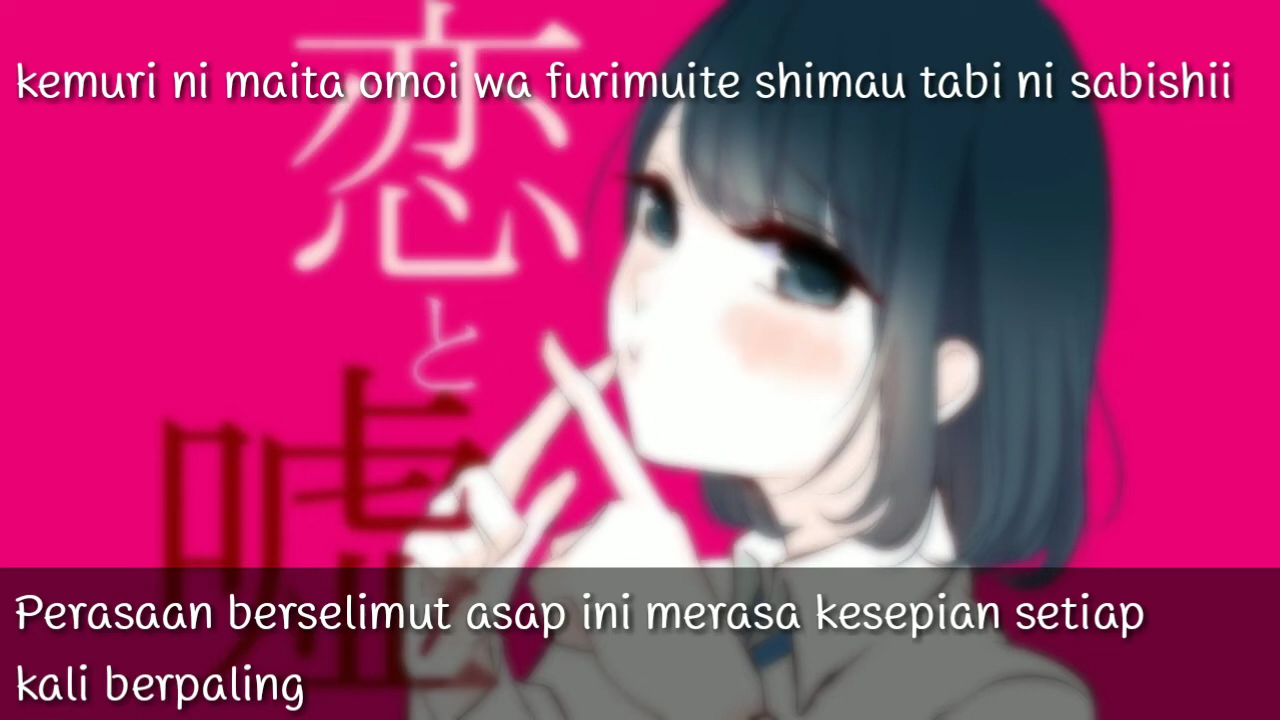 kemuri ni maita omoi wa furimuite shimau tabi ni sabishii
恋
と
嘘
Perasaan berselimut asap ini merasa kesepian setiap
kali berpaling